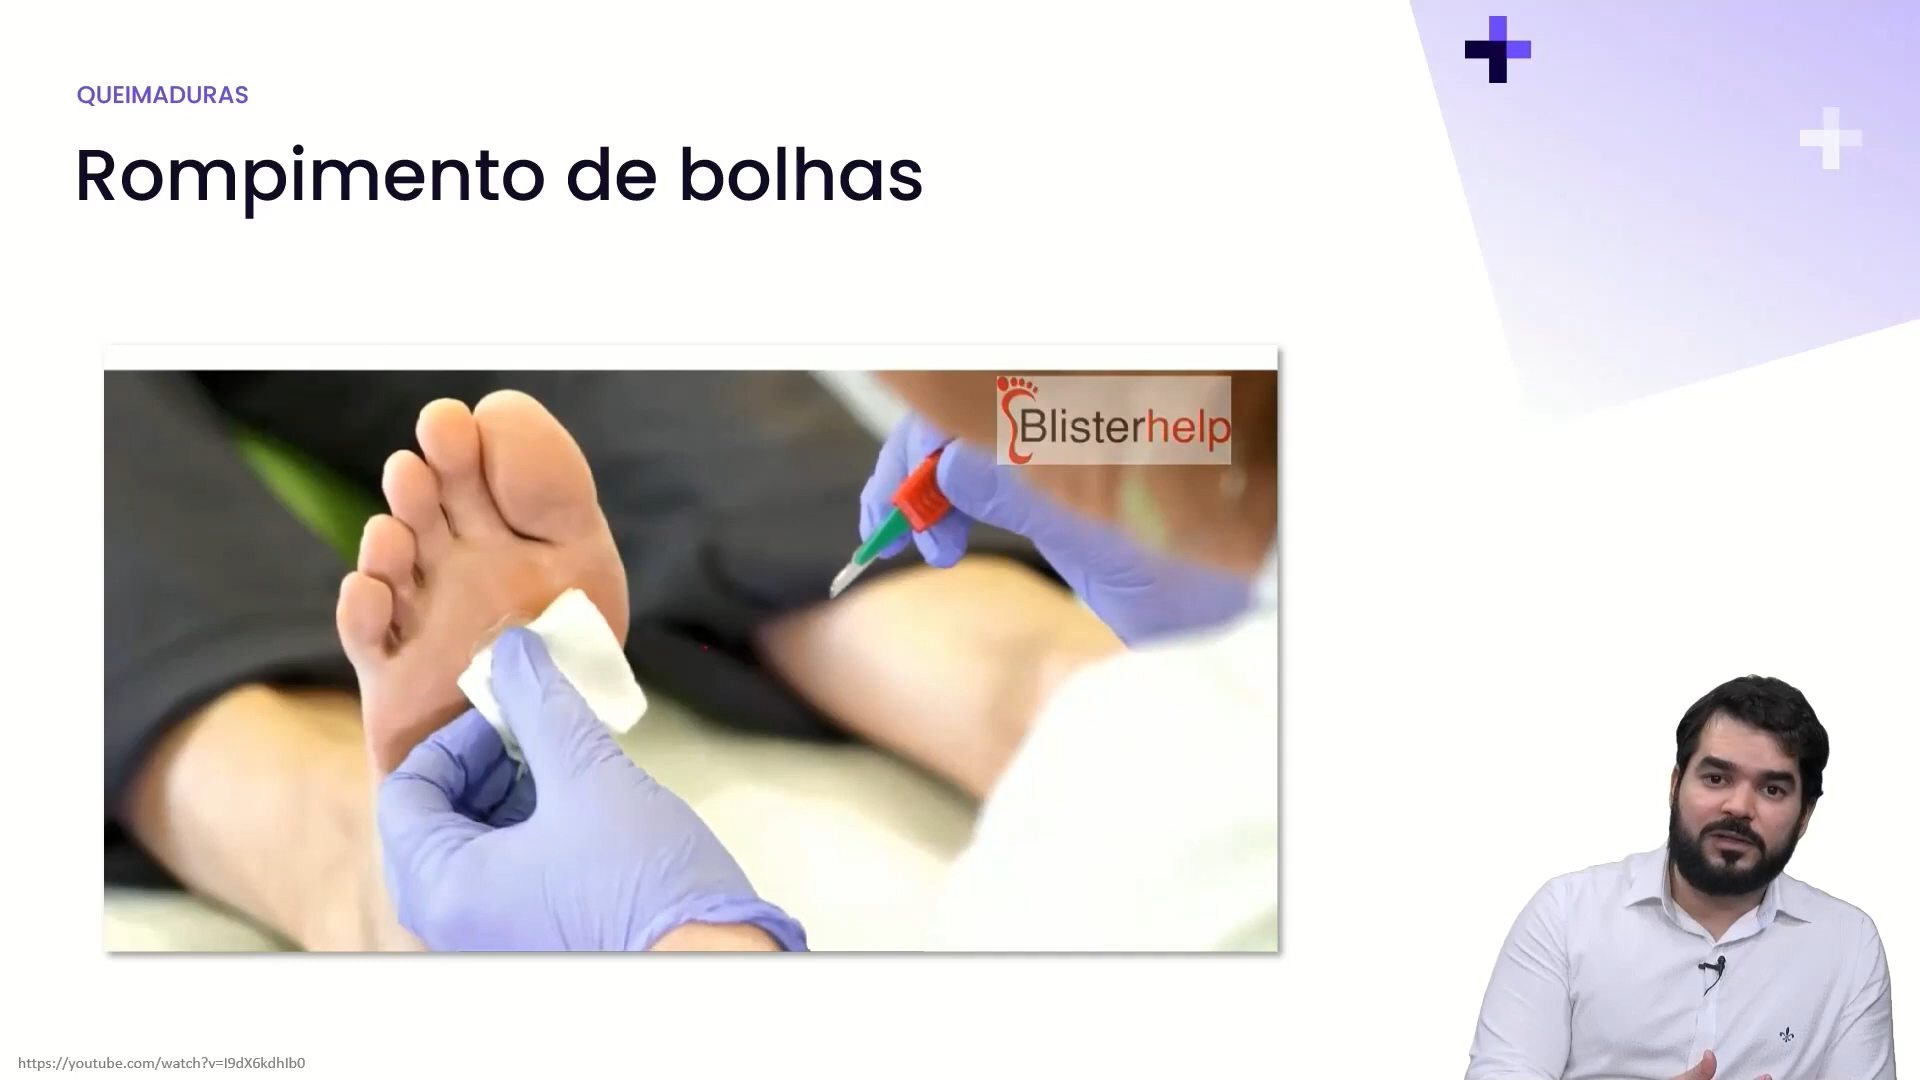 QUEIMADURAS
Rompimento de bolhas
Blisterhelp
https://youtube.com/watch?v=I9dX6kdhIb0